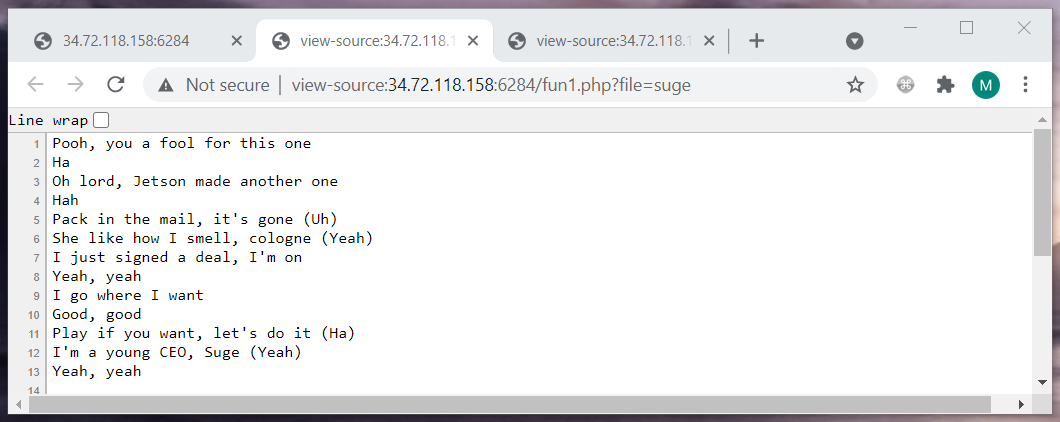 34.72.118.158:6284
view-source:34.72.118.1
view-source:34.72.118.1
Not secure | view-source:34.72.118.158:6284/fun1.php?file=suge
M
Line wrap
1 Pooh, you a fool for this one
2 Ha
3 Oh lord, Jetson made another one
4 Hah
5 Pack in the mail, it's gone (Uh)
6 She like how I smell, cologne (Yeah)
7 I just signed a deal, I'm on
8 Yeah, yeah
9 I go where I want
10 Good, good
11 Play if you want, let's do it (Ha)
12 I'm a young CEO, Suge (Yeah)
13 Yeah, yeah
14